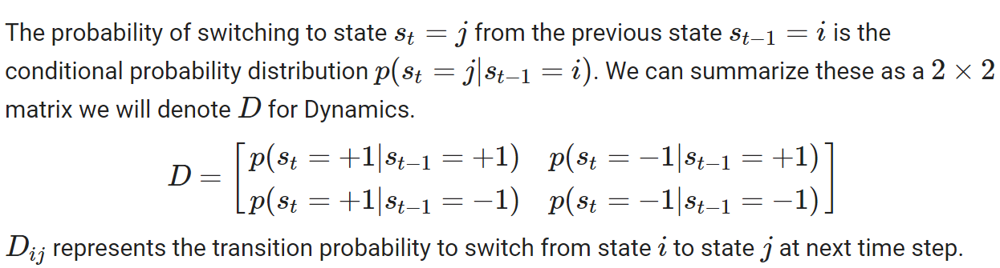 The probability of switching to state $s_t = j$ from the previous state $s_{t-1} = i$ is the
conditional probability distribution $p(s_t = j|s_{t-1} = i)$. We can summarize these as a $2 \times 2$
matrix we will denote $D$ for Dynamics.
$D = \begin{bmatrix} p(s_t = +1|s_{t-1} = +1) & p(s_t = -1|s_{t-1} = +1) \\ p(s_t = +1|s_{t-1} = -1) & p(s_t = -1|s_{t-1} = -1) \end{bmatrix}$
$D_{ij}$ represents the transition probability to switch from state $i$ to state $j$ at next time step.